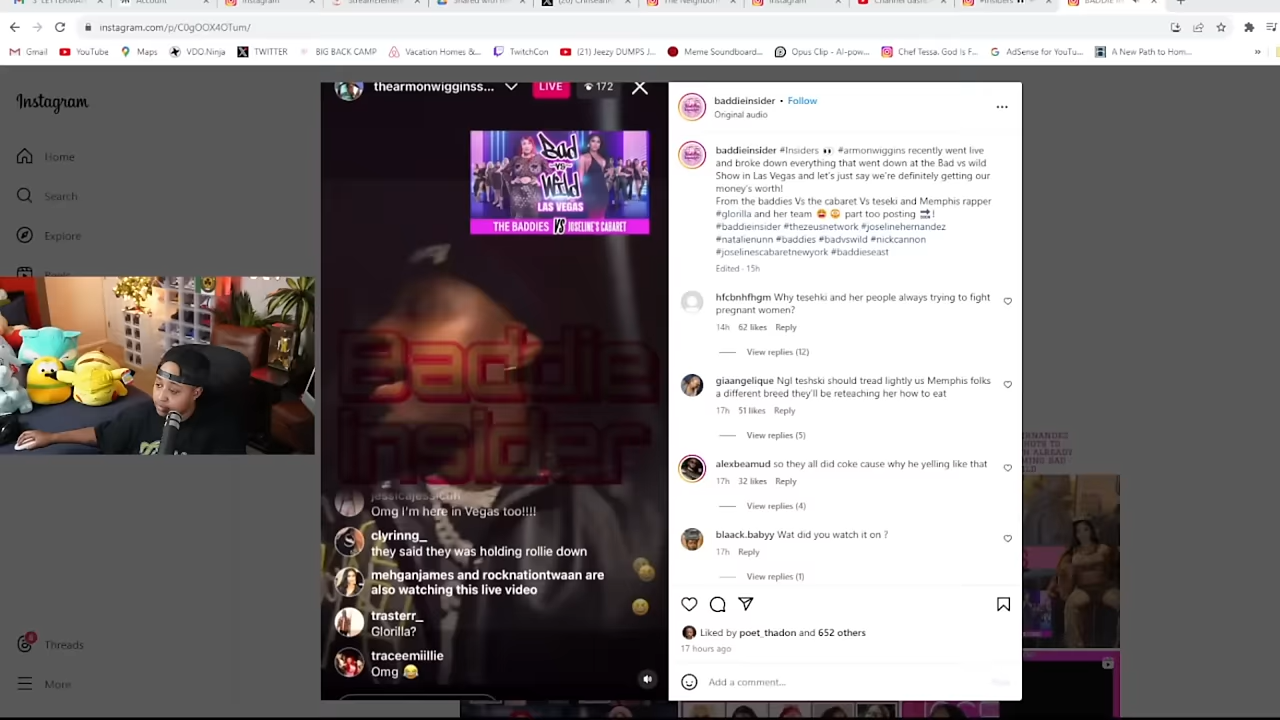 S LETTERMAN
Account
Instagram
Shared with
Instagram
instagram.com/p/C0gOOX4OTum/
Gmail
YouTube
Maps
VDO.Ninja
TWITTER
BIG BACK CAMP
Vacation Homes &...
TwitchCon
(21) Jeezy DUMPS J...
Meme Soundboard...
Opus Clip - AI-pow...
Chef Tessa. God Is F...
AdSense for YouTu...
A New Path to Hom...
Instagram
Home
Search
Explore
Threads
More
thearmonwigginss...
LIVE
172
Bad
vs
Wild
LAS VEGAS
THE BADDIES VS JOSELINE'S CABARET
Baddie
Insider
jessicajessichh
Omg I'm here in Vegas too!!!!
clyrinng_
they said they was holding rollie down
mehganjames and rocknationtwaan are
also watching this live video
trasterr_
Glorilla?
traceemiillie
Omg 😂
baddieinsider • Follow
Original audio
baddieinsider #Insiders 👀 #armonwiggins recently went live
and broke down everything that went down at the Bad vs wild
Show in Las Vegas and let's just say we're definitely getting our
money's worth!
From the baddies Vs the cabaret Vs teseki and Memphis rapper
#glorilla and her team 😩 😳 part too posting 🔜!
#baddieinsider #thezeusnetwork #joselinehernandez
#natalienunn #baddies #badvswild #nickcannon
#joselinescabaretnewyork #baddieseast
Edited · 15h
hfcbnhfhgm Why tesehki and her people always trying to fight
pregnant women?
14h 62 likes Reply
View replies (12)
giaangelique Ngl teshski should tread lightly us Memphis folks
a different breed they'll be reteaching her how to eat
17h 51 likes Reply
View replies (5)
alexbeamud so they all did coke cause why he yelling like that
17h 32 likes Reply
View replies (4)
blaack.babyy Wat did you watch it on ?
17h Reply
View replies (1)
Liked by poet_thadon and 652 others
17 hours ago
Add a comment...